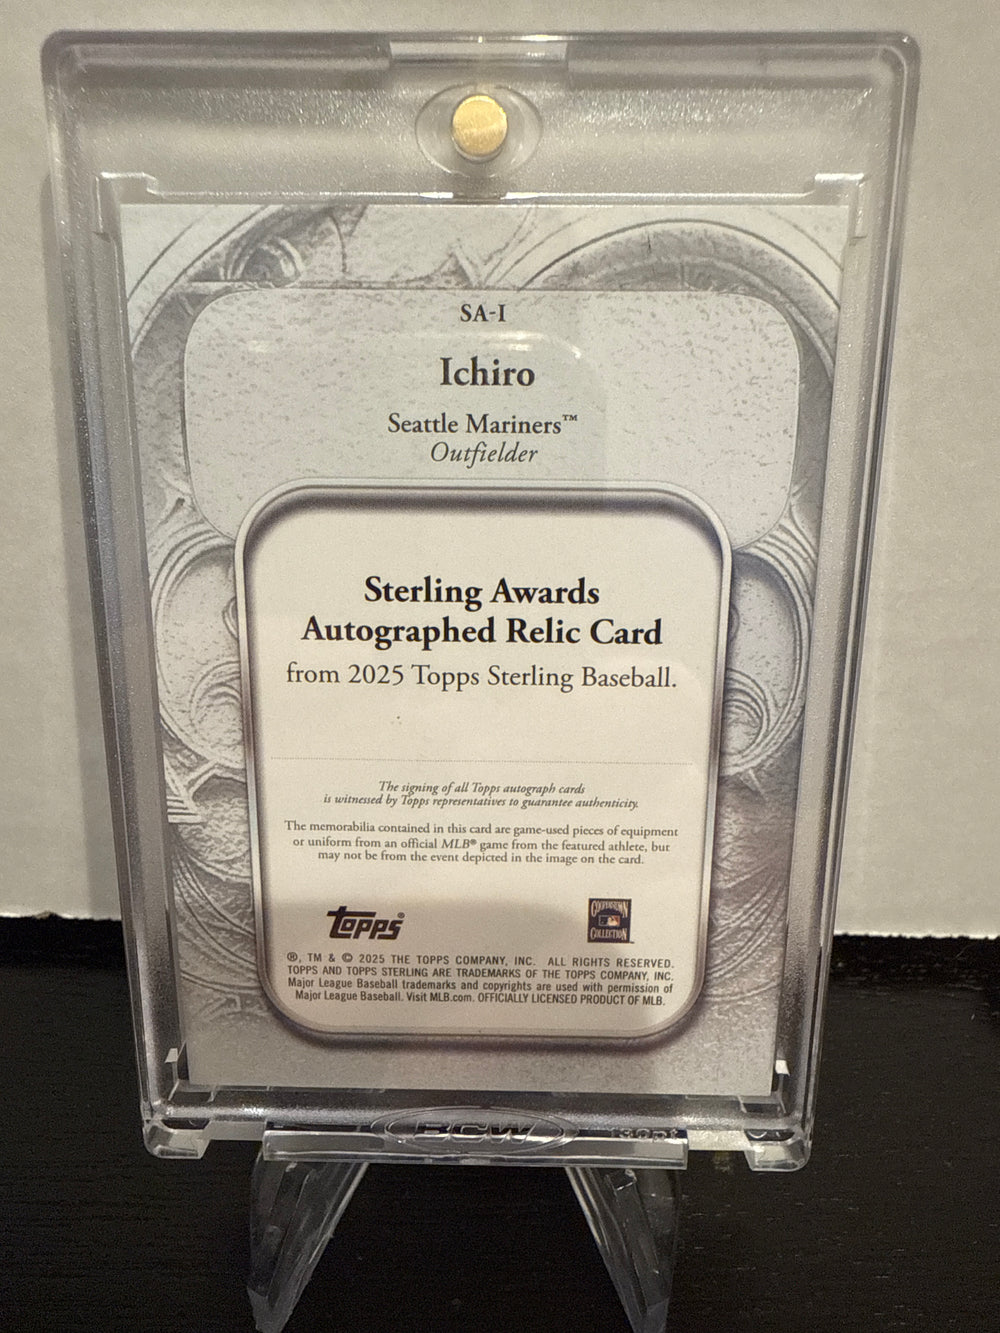 SA-I
Ichiro
Seattle Mariners™
Outfielder
Sterling Awards
Autographed Relic Card
from 2025 Topps Sterling Baseball.
The signing of all Topps autograph cards
is witnessed by Topps representatives to guarantee authenticity.
The memorabilia contained in this card are game-used pieces of equipment
or uniform from an official MLB® game from the featured athlete, but
may not be from the event depicted in the image on the card.
topps®
COOPERSTOWN
COLLECTION
®, TM & © 2025 THE TOPPS COMPANY, INC. ALL RIGHTS RESERVED.
TOPPS AND TOPPS STERLING ARE TRADEMARKS OF THE TOPPS COMPANY, INC.
Major League Baseball trademarks and copyrights are used with permission of
Major League Baseball. Visit MLB.com. OFFICIALLY LICENSED PRODUCT OF MLB.
BCW 130pt